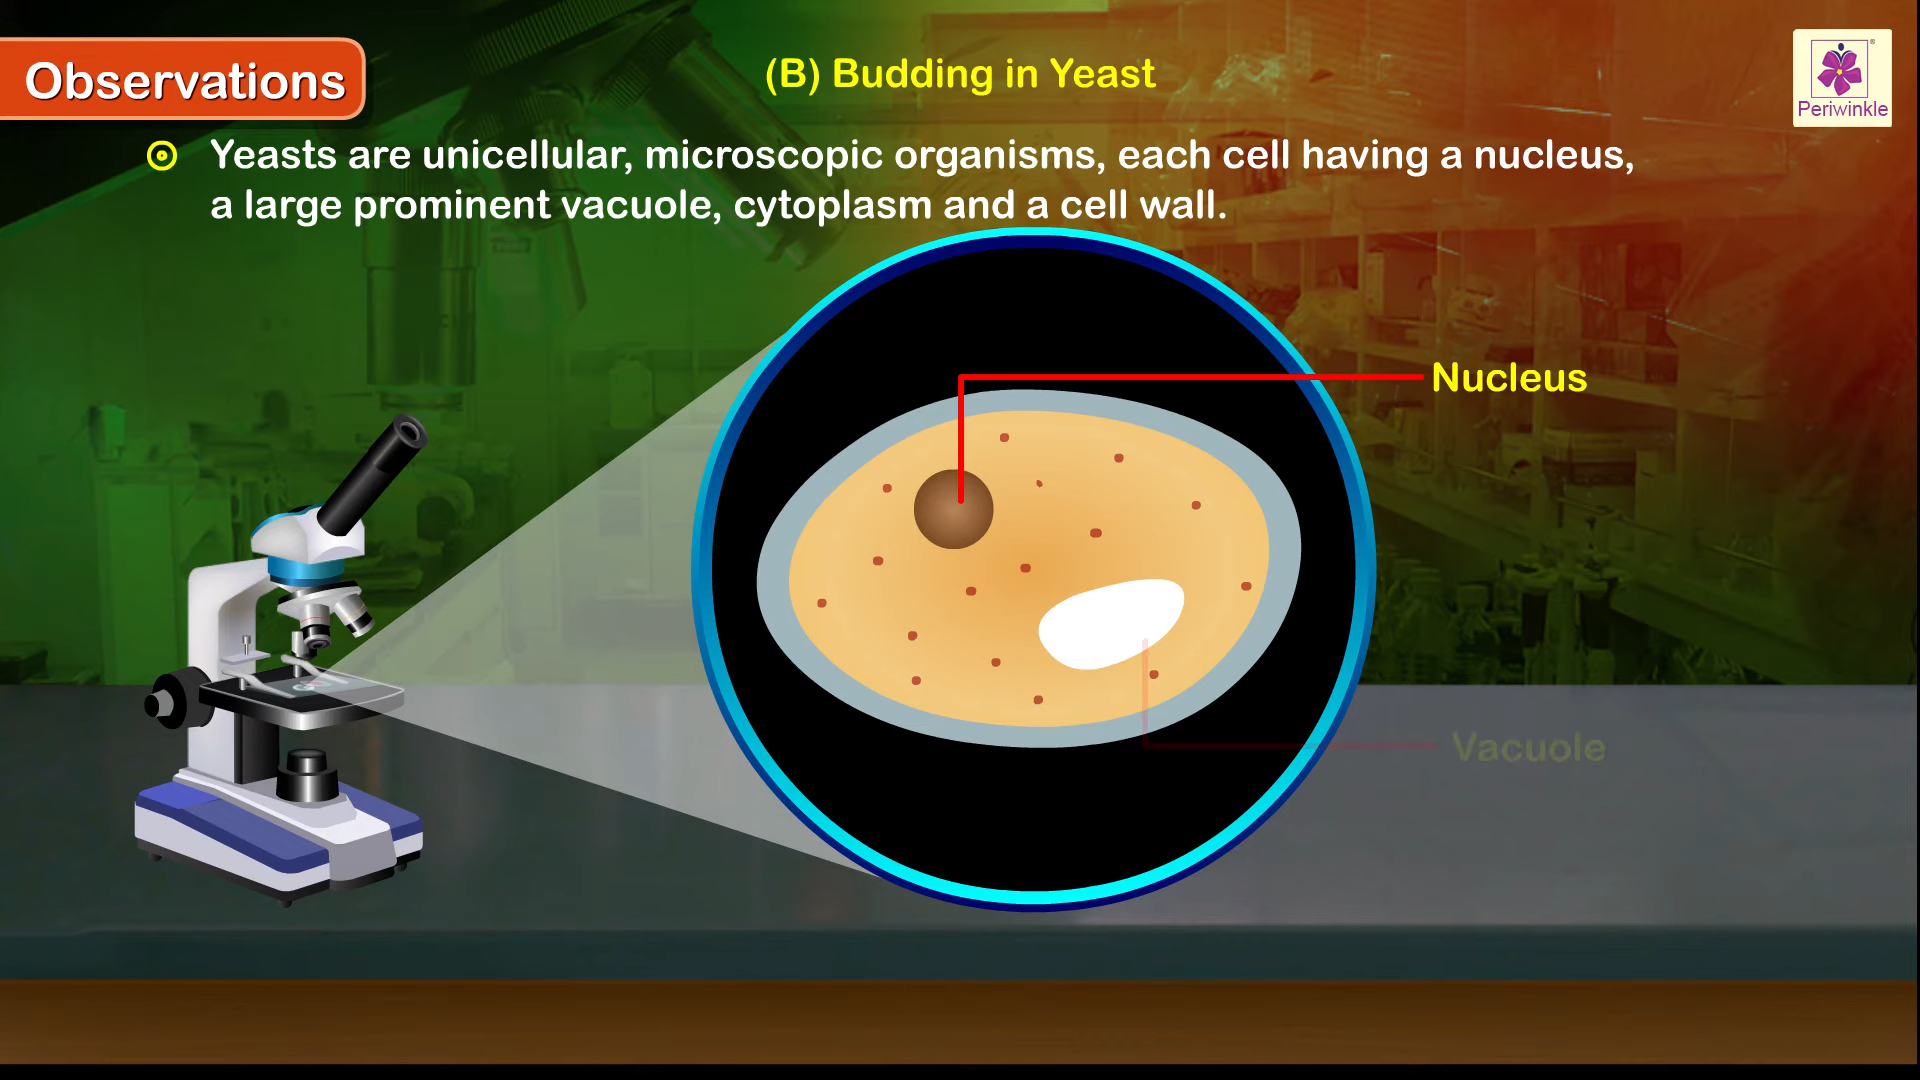 Observations
(B) Budding in Yeast
Periwinkle
Yeasts are unicellular, microscopic organisms, each cell having a nucleus,
a large prominent vacuole, cytoplasm and a cell wall.
Nucleus
Vacuole